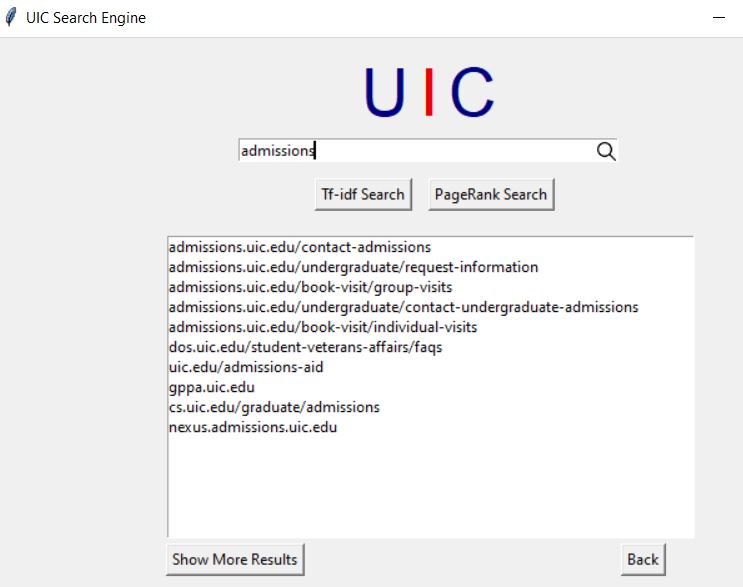 UIC Search Engine
U I C
admissions
Tf-idf Search PageRank Search
admissions.uic.edu/contact-admissions
admissions.uic.edu/undergraduate/request-information
admissions.uic.edu/book-visit/group-visits
admissions.uic.edu/undergraduate/contact-undergraduate-admissions
admissions.uic.edu/book-visit/individual-visits
dos.uic.edu/student-veterans-affairs/faqs
uic.edu/admissions-aid
gppa.uic.edu
cs.uic.edu/graduate/admissions
nexus.admissions.uic.edu
Show More Results Back